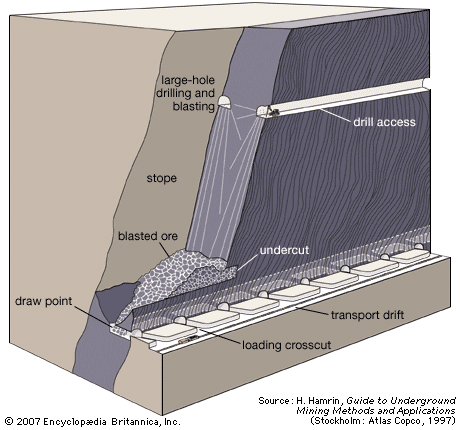 large-hole
drilling and
blasting
drill access
stope
blasted ore
undercut
draw point
transport drift
loading crosscut
Source: H. Hamrin, Guide to Underground
Mining Methods and Applications
(Stockholm: Atlas Copco, 1997)
© 2007 Encyclopædia Britannica, Inc.